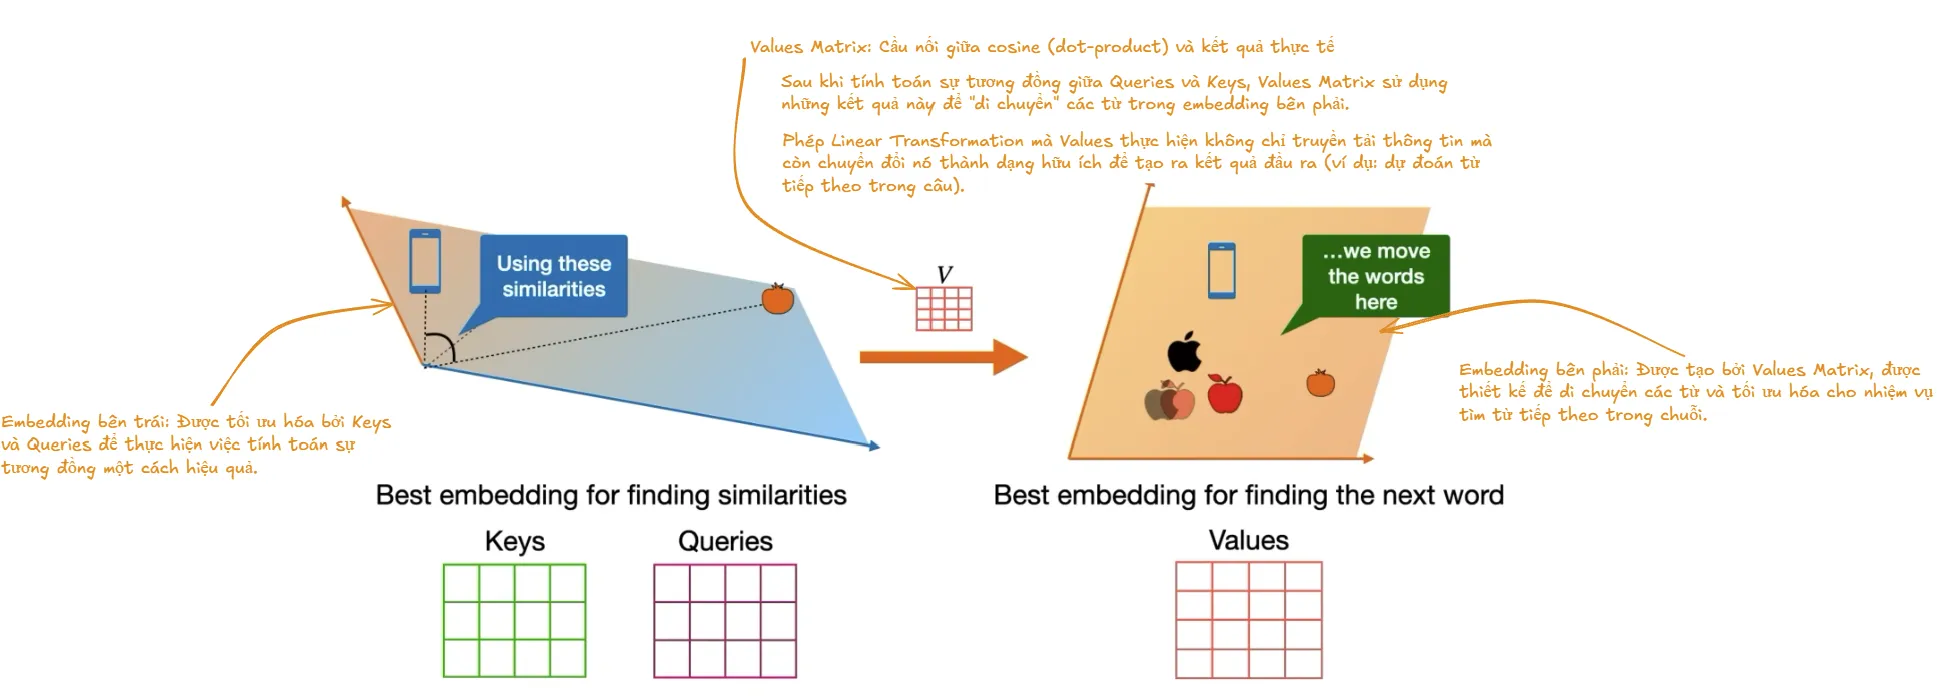 Values Matrix: Cầu nối giữa cosine (dot-product) và kết quả thực tế
Sau khi tính toán sự tương đồng giữa Queries và Keys, Values Matrix sử dụng
những kết quả này để "di chuyển" các từ trong embedding bên phải.
Phép Linear Transformation mà Values thực hiện không chỉ truyền tải thông tin mà
còn chuyển đổi nó thành dạng hữu ích để tạo ra kết quả đầu ra (ví dụ: dự đoán từ
tiếp theo trong câu).
Using these
similarities
V
...we move
the words
here
Embedding bên trái: Được tối ưu hóa bởi Keys
và Queries để thực hiện việc tính toán sự
tương đồng một cách hiệu quả.
Embedding bên phải: Được tạo bởi Values Matrix, được
thiết kế để di chuyển các từ và tối ưu hóa cho nhiệm vụ
tìm từ tiếp theo trong chuỗi.
Best embedding for finding similarities
Best embedding for finding the next word
Keys
Queries
Values